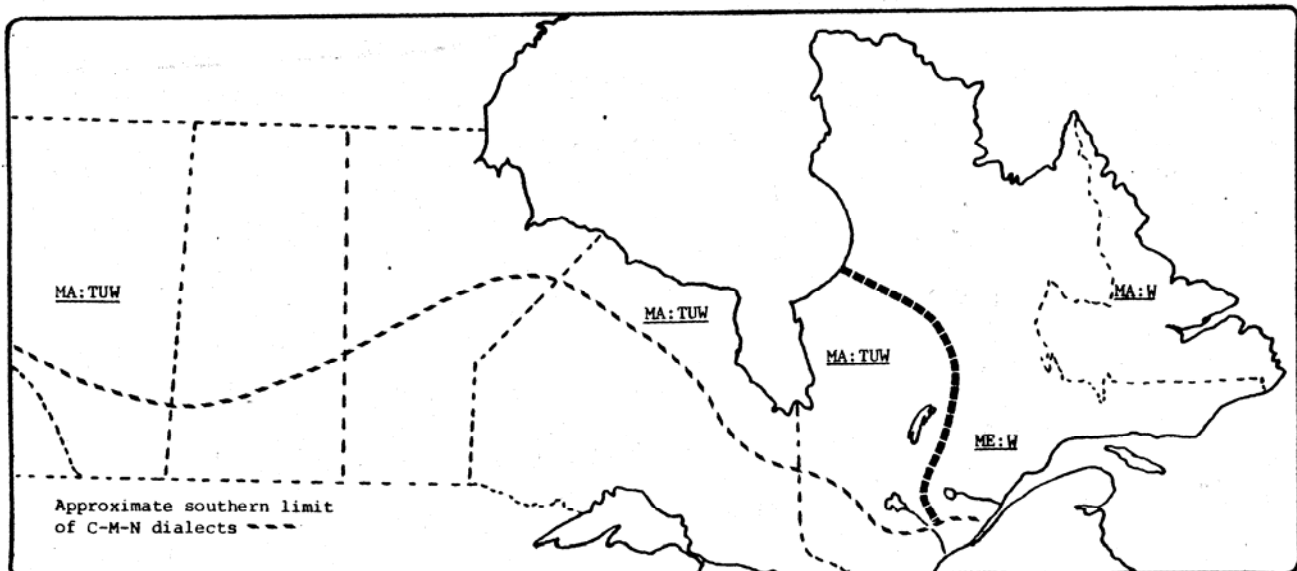 MA:TUW
MA:TUW
MA:TUW
MA:W
ME:W
Approximate southern limit
of C-M-N dialects